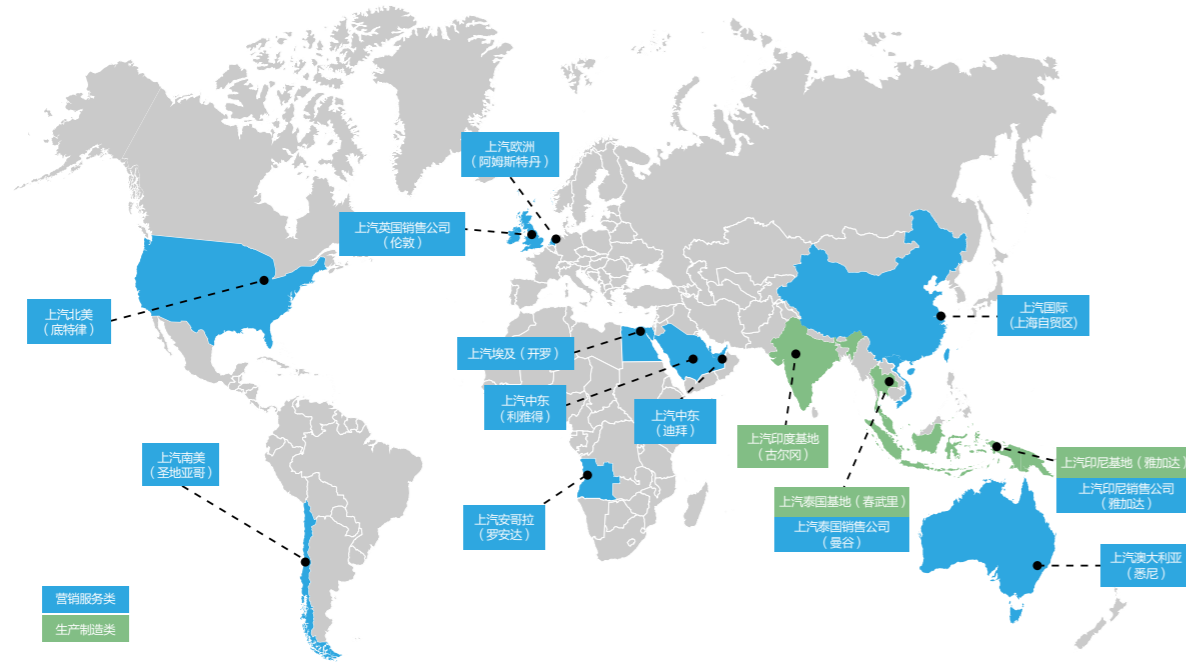 上汽欧洲
（阿姆斯特丹）
上汽英国销售公司
（伦敦）
上汽北美
（底特律）
上汽国际
(上海自贸区)
上汽埃及（开罗）
上汽中东
（利雅得）
上汽中东
（迪拜）
上汽印度基地
（古尔冈）
上汽南美
（圣地亚哥）
上汽印尼基地（雅加达）
上汽印尼销售公司
（雅加达）
上汽泰国基地（春武里）
上汽泰国销售公司
（曼谷）
上汽安哥拉
（罗安达）
上汽澳大利亚
（悉尼）
营销服务类
生产制造类